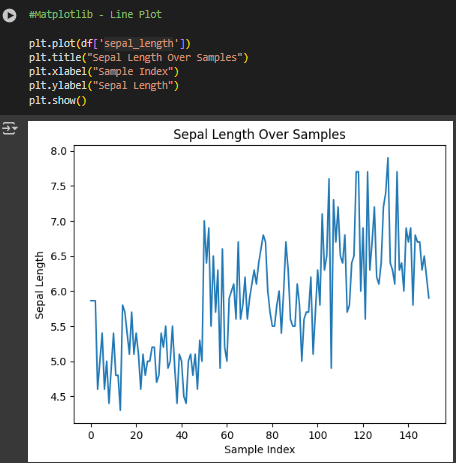 #Matplotlib - Line Plot
plt.plot(df['sepal_length'])
plt.title("Sepal Length Over Samples")
plt.xlabel("Sample Index")
plt.ylabel("Sepal Length")
plt.show()
Sepal Length Over Samples
8.0
7.5
7.0
6.5
6.0
5.5
5.0
4.5
Sepal Length
0 20 40 60 80 100 120 140
Sample Index